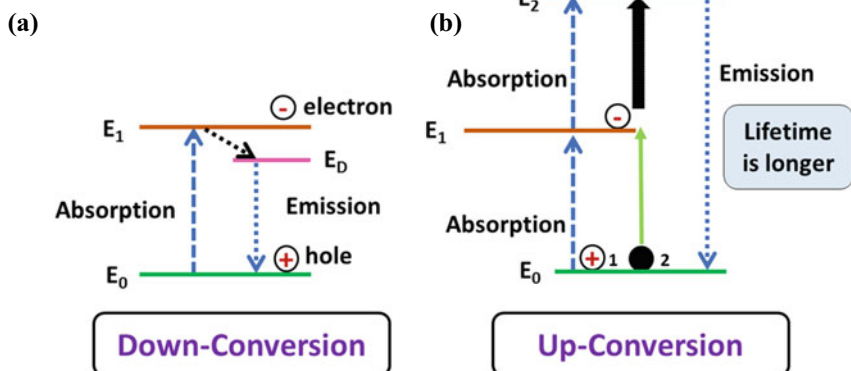 (a)
- electron
E1
ED
Absorption
Emission
+ hole
E0
Down-Conversion
(b)
E2
Absorption
Emission
-
E1
Lifetime
is longer
Absorption
+ 1 2
E0
Up-Conversion